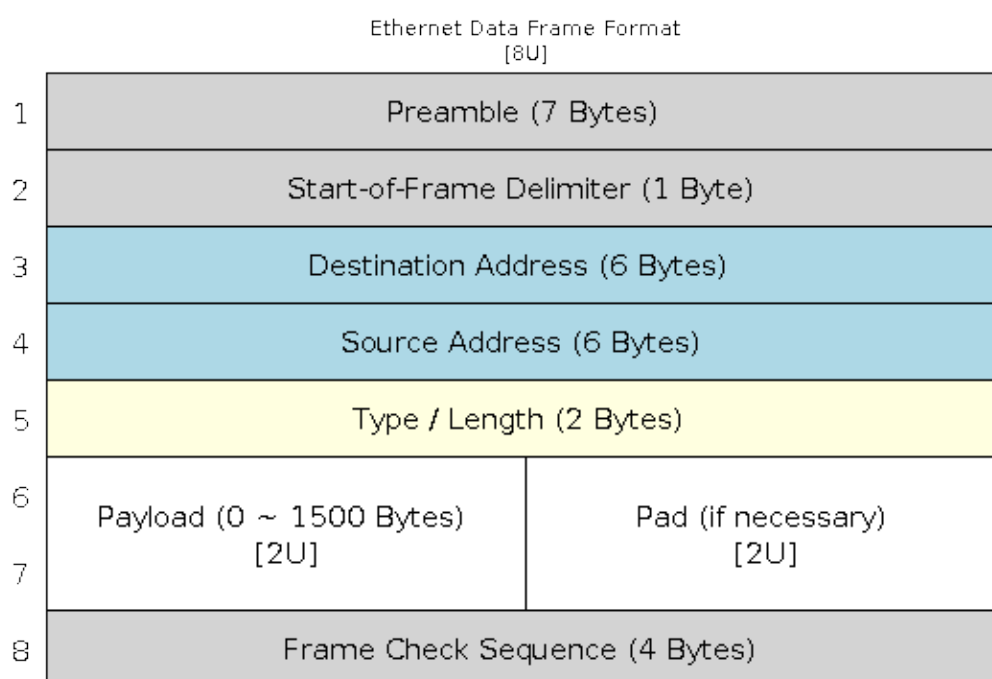 Ethernet Data Frame Format
[8U]
1
Preamble (7 Bytes)
2
Start-of-Frame Delimiter (1 Byte)
3
Destination Address (6 Bytes)
4
Source Address (6 Bytes)
5
Type / Length (2 Bytes)
6
7
Payload (0 ~ 1500 Bytes)
[2U]
Pad (if necessary)
[2U]
8
Frame Check Sequence (4 Bytes)